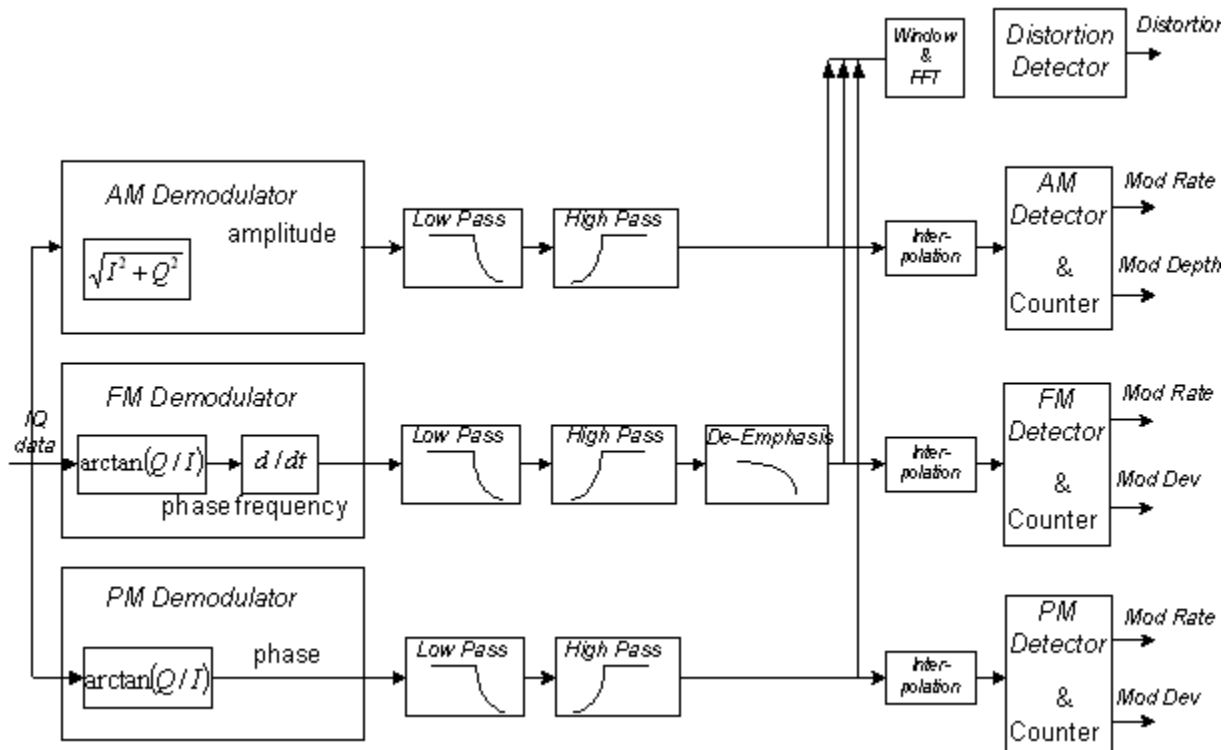 Window
&
FFT
Distortion
Detector
Distortion
AM Demodulator
amplitude
√I² + Q²
Low Pass
High Pass
Inter-
polation
AM
Detector
&
Counter
Mod Rate
Mod Depth
IQ
data
FM Demodulator
arctan(Q / I)
d / dt
phase frequency
Low Pass
High Pass
De-Emphasis
Inter-
polation
FM
Detector
&
Counter
Mod Rate
Mod Dev
PM Demodulator
arctan(Q / I)
phase
Low Pass
High Pass
Inter-
polation
PM
Detector
&
Counter
Mod Rate
Mod Dev